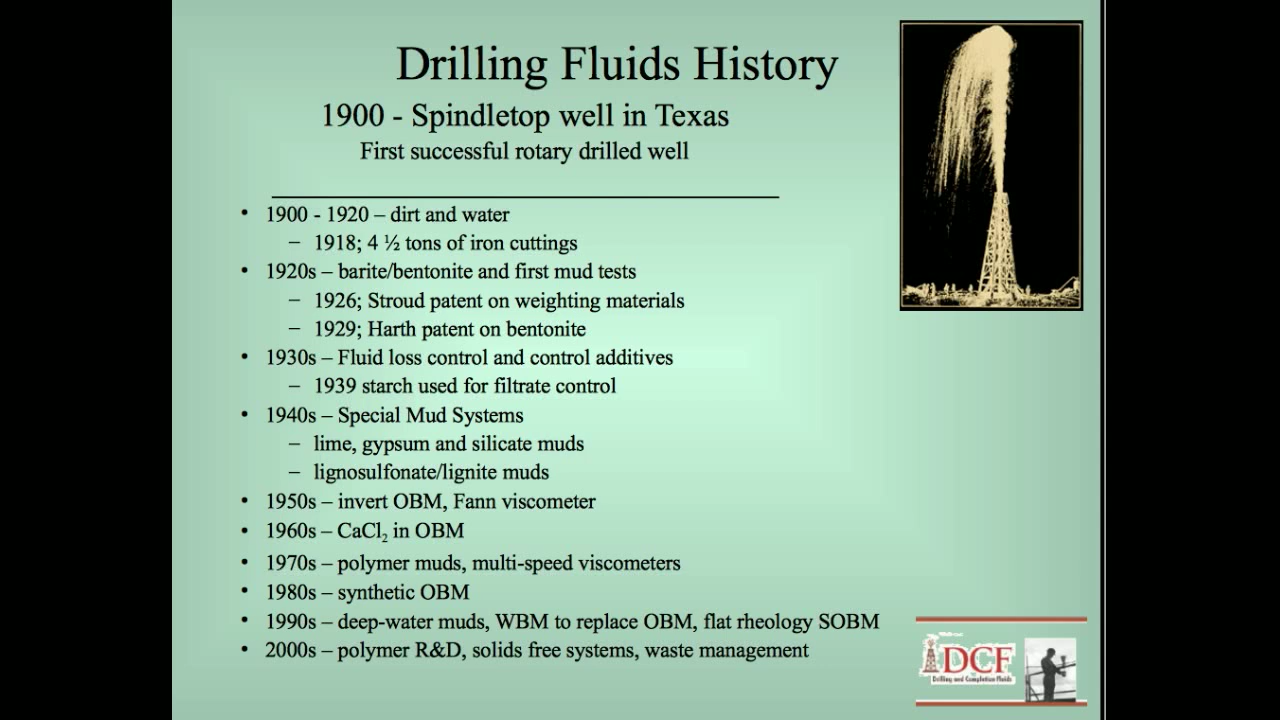 Drilling Fluids History
1900 - Spindletop well in Texas
First successful rotary drilled well
• 1900 - 1920 – dirt and water
– 1918; 4 ½ tons of iron cuttings
• 1920s – barite/bentonite and first mud tests
– 1926; Stroud patent on weighting materials
– 1929; Harth patent on bentonite
• 1930s – Fluid loss control and control additives
– 1939 starch used for filtrate control
• 1940s – Special Mud Systems
– lime, gypsum and silicate muds
– lignosulfonate/lignite muds
• 1950s – invert OBM, Fann viscometer
• 1960s – CaCl₂ in OBM
• 1970s – polymer muds, multi-speed viscometers
• 1980s – synthetic OBM
• 1990s – deep-water muds, WBM to replace OBM, flat rheology SOBM
• 2000s – polymer R&D, solids free systems, waste management
DCF
Drilling and Completion Fluids